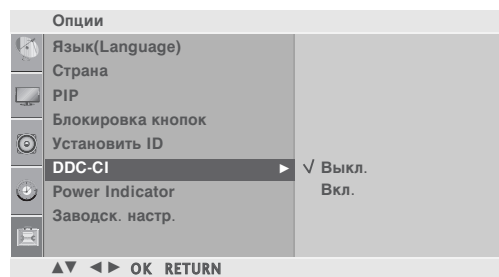 Опции
Язык(Language)
Страна
PIP
Блокировка кнопок
Установить ID
DDC-CI ► √ Выкл.
Power Indicator Вкл.
Заводск. настр.
▲▼ ◄► OK RETURN